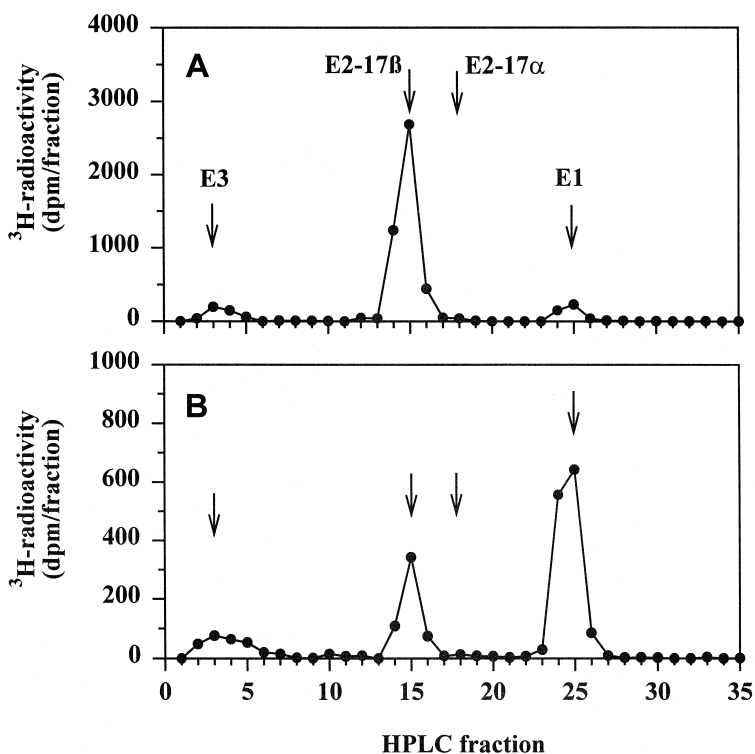 4000
3000
2000
1000
0
³H-radioactivity
((dpm/fraction)
A
E3
E2-17ß
E2-17α
E1
1000
800
600
400
200
0
³H-radioactivity
(dpm/fraction)
B
0 5 10 15 20 25 30 35
HPLC fraction